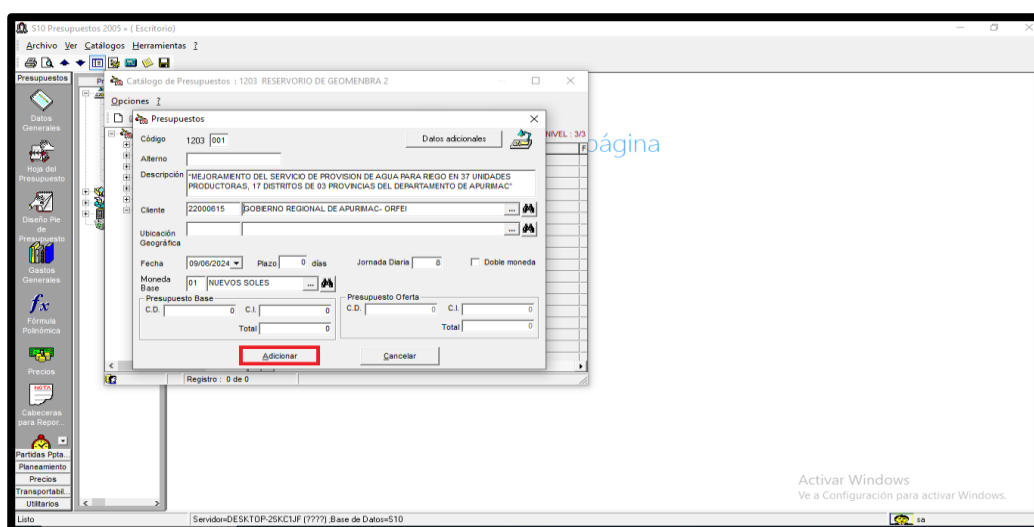 S10 Presupuestos 2005 - ( Escritorio)
Archivo Ver Catálogos Herramientas ?
Presupuestos
Catálogo de Presupuestos : 1203 RESERVORIO DE GEOMENBRA 2
Opciones ?
Presupuestos
NIVEL : 3/3
F
página
Código 1203 001 Datos adicionales
Alterno
Descripción "MEJORAMIENTO DEL SERVICIO DE PROVISION DE AGUA PARA RIEGO EN 37 UNIDADES
PRODUCTORAS, 17 DISTRITOS DE 03 PROVINCIAS DEL DEPARTAMENTO DE APURIMAC"
Cliente 22000615 GOBIERNO REGIONAL DE APURIMAC- ORFEI ...
Ubicación
Geográfica ...
Fecha 09/06/2024 Plazo 0 dias Jornada Diaria 8 Doble moneda
Moneda
Base 01 NUEVOS SOLES ...
Presupuesto Base Presupuesto Oferta
C.D. 0 C.I. 0 C.D. 0 C.I. 0
Total 0 Total 0
Adicionar Cancelar
Registro : 0 de 0
Datos
Generales
Hoja del
Presupuesto
Diseño Pie
de
Presupuesto
Gastos
Generales
fx
Fórmula
Polinómica
Precios
NOTA
Cabeceras
para Repor...
Partidas Ppta...
Planeamiento
Precios
Transportabil...
Utilitarios
Activar Windows
Ve a Configuración para activar Windows.
Listo Servidor=DESKTOP-2SKC1JF (????) ;Base de Datos=S10 sa